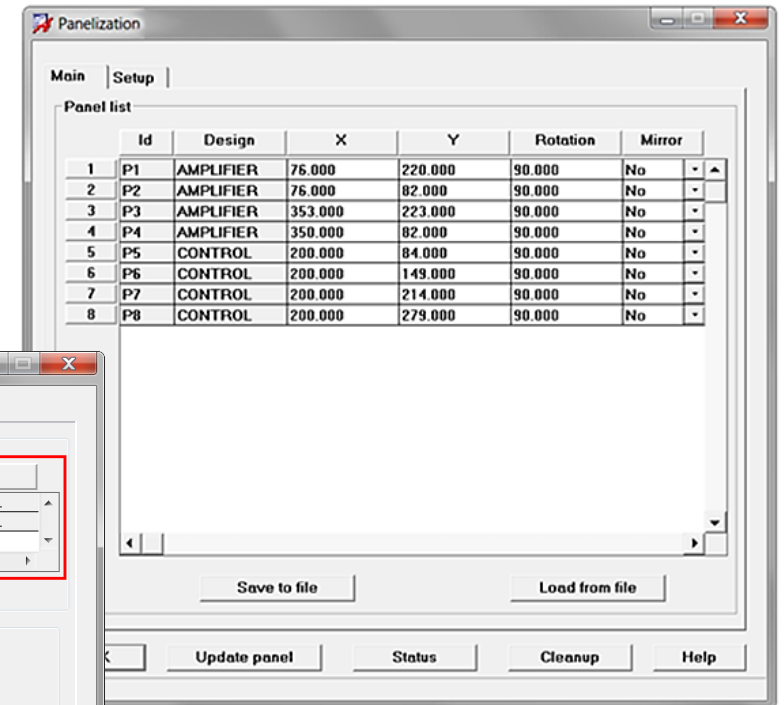 Panelization
Main Setup
Panel list
Id Design X Y Rotation Mirror
1 P1 AMPLIFIER 76.000 220.000 90.000 No
2 P2 AMPLIFIER 76.000 82.000 90.000 No
3 P3 AMPLIFIER 353.000 223.000 90.000 No
4 P4 AMPLIFIER 350.000 82.000 90.000 No
5 P5 CONTROL 200.000 84.000 90.000 No
6 P6 CONTROL 200.000 149.000 90.000 No
7 P7 CONTROL 200.000 214.000 90.000 No
8 P8 CONTROL 200.000 279.000 90.000 No
Save to file Load from file
Update panel Status Cleanup Help